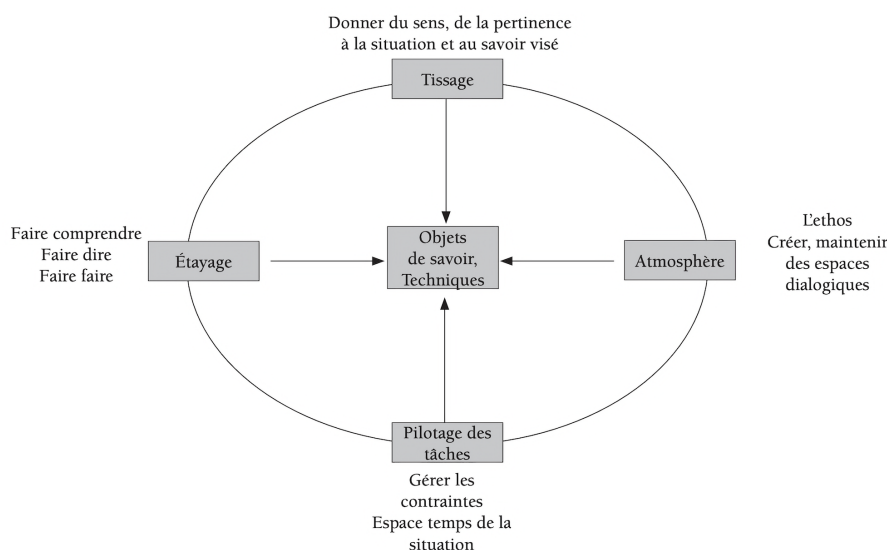 Donner du sens, de la pertinence
à la situation et au savoir visé
Tissage
Faire comprendre
Faire dire
Faire faire
Étayage
Objets
de savoir,
Techniques
Atmosphère
L'ethos
Créer, maintenir
des espaces
dialogiques
Pilotage des
tâches
Gérer les
contraintes
Espace temps de la
situation